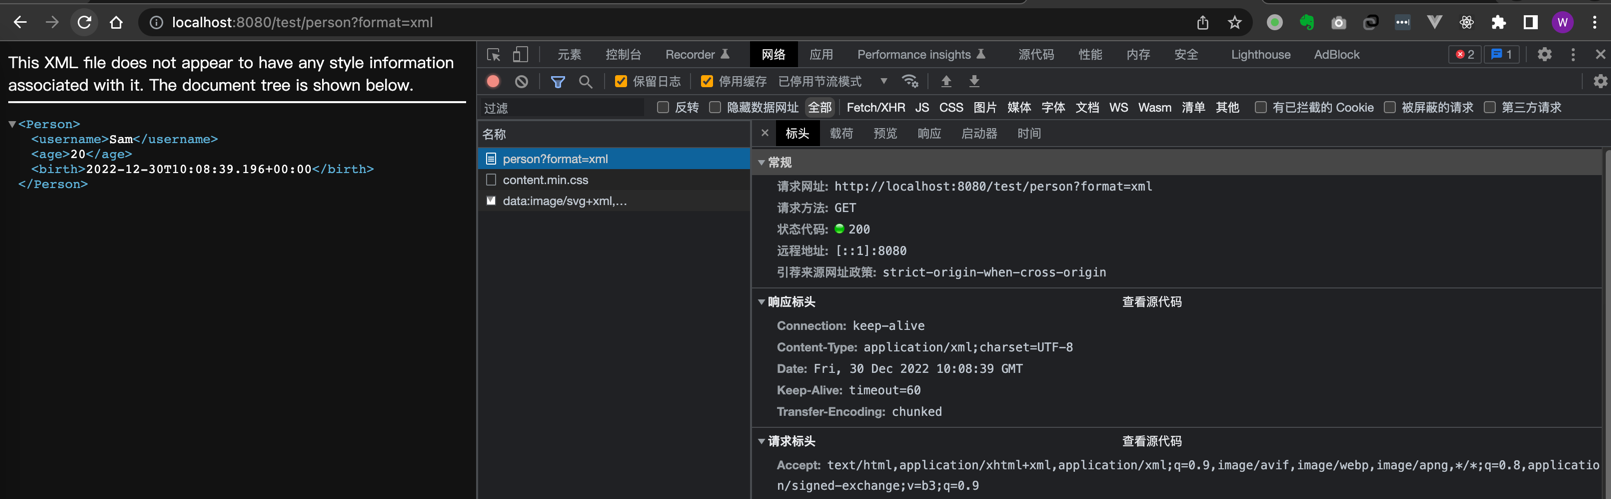 localhost:8080/test/person?format=xml
W
This XML file does not appear to have any style information
associated with it. The document tree is shown below.
<Person>
<username>Sam</username>
<age>20</age>
<birth>2022-12-30T10:08:39.196+00:00</birth>
</Person>
元素 控制台 Recorder 网络 应用 Performance insights 源代码 性能 内存 安全 Lighthouse AdBlock 2 1
保留日志 停用缓存 已停用节流模式
过滤 反转 隐藏数据网址 全部 Fetch/XHR JS CSS 图片 媒体 字体 文档 WS Wasm 清单 其他 有已拦截的 Cookie 被屏蔽的请求 第三方请求
名称
person?format=xml
content.min.css
data:image/svg+xml,...
标头 载荷 预览 响应 启动器 时间
常规
请求网址: http://localhost:8080/test/person?format=xml
请求方法: GET
状态代码: 200
远程地址: [::1]:8080
引荐来源网址政策: strict-origin-when-cross-origin
响应标头 查看源代码
Connection: keep-alive
Content-Type: application/xml;charset=UTF-8
Date: Fri, 30 Dec 2022 10:08:39 GMT
Keep-Alive: timeout=60
Transfer-Encoding: chunked
请求标头 查看源代码
Accept: text/html,application/xhtml+xml,application/xml;q=0.9,image/avif,image/webp,image/apng,*/*;q=0.8,applicatio
n/signed-exchange;v=b3;q=0.9